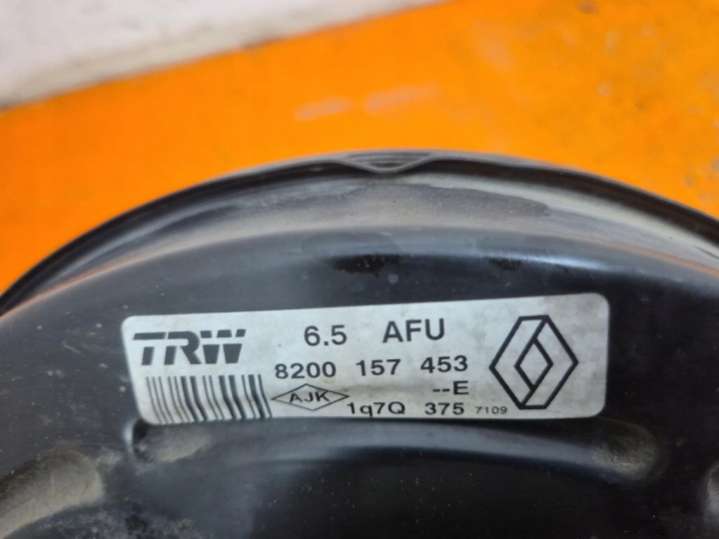 TRW 6.5 AFU
8200 157 453
--E
AJK 1q7Q 375 7109